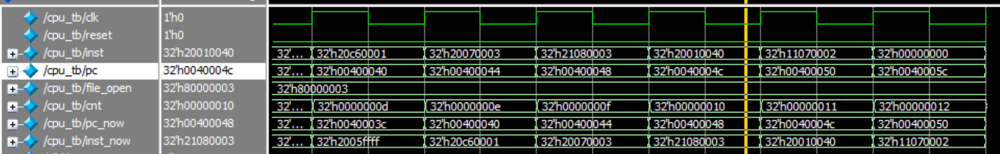 /cpu_tb/clk 1'h0
/cpu_tb/reset 1'h0
/cpu_tb/inst 32'h20010040 32'... 32'h20c60001 32'h20070003 32'h21080003 32'h20010040 32'h11070002 32'h00000000
/cpu_tb/pc 32'h0040004c 32'... 32'h00400040 32'h00400044 32'h00400048 32'h0040004c 32'h00400050 32'h0040005c
/cpu_tb/file_open 32'h80000003 32'h80000003
/cpu_tb/cnt 32'h00000010 32'... 32'h0000000d 32'h0000000e 32'h0000000f 32'h00000010 32'h00000011 32'h00000012
/cpu_tb/pc_now 32'h00400048 32'... 32'h0040003c 32'h00400040 32'h00400044 32'h00400048 32'h0040004c 32'h00400050
/cpu_tb/inst_now 32'h21080003 32'... 32'h2005ffff 32'h20c60001 32'h20070003 32'h21080003 32'h20010040 32'h11070002